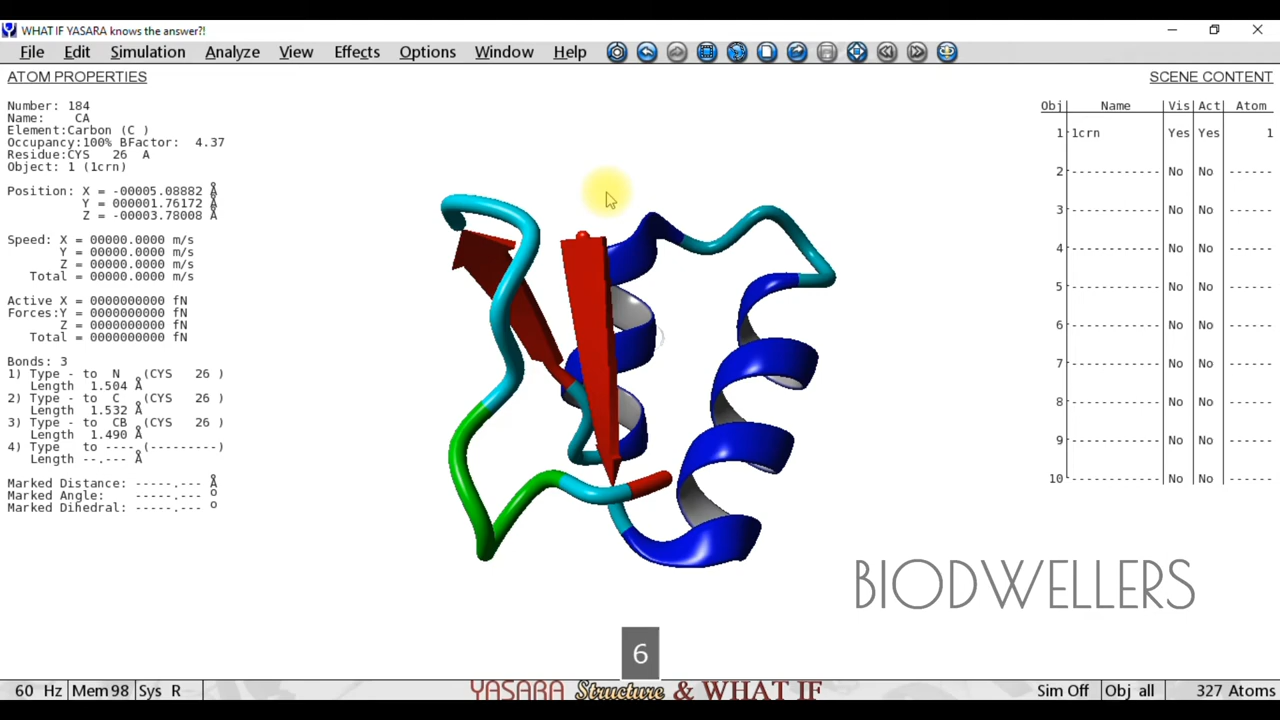 WHAT IF YASARA knows the answer?!
File Edit Simulation Analyze View Effects Options Window Help
ATOM PROPERTIES
Number: 184
Name: CA
Element:Carbon (C )
Occupancy:100% BFactor: 4.37
Residue:CYS 26 A
Object: 1 (1crn)
Position: X = -00005.08882 Å
Y = 000001.76172 Å
Z = -00003.78008 Å
Speed: X = 00000.0000 m/s
Y = 00000.0000 m/s
Z = 00000.0000 m/s
Total = 00000.0000 m/s
Active X = 0000000000 fN
Forces:Y = 0000000000 fN
Z = 0000000000 fN
Total = 0000000000 fN
Bonds: 3
1) Type - to N (CYS 26 )
Length 1.504 Å
2) Type - to C (CYS 26 )
Length 1.532 Å
3) Type - to CB (CYS 26 )
Length 1.490 Å
4) Type to ---- (---------)
Length --.--- Å
Marked Distance: -----.--- Å
Marked Angle: -----.--- o
Marked Dihedral: -----.--- o
SCENE CONTENT
Obj Name Vis Act Atom
1 1crn Yes Yes 1
2 ------------ No No ------
3 ------------ No No ------
4 ------------ No No ------
5 ------------ No No ------
6 ------------ No No ------
7 ------------ No No ------
8 ------------ No No ------
9 ------------ No No ------
10 ------------ No No ------
BIODWELLERS
6
60 Hz Mem 98 Sys R YASARA Structure & WHAT IF Sim Off Obj all 327 Atoms